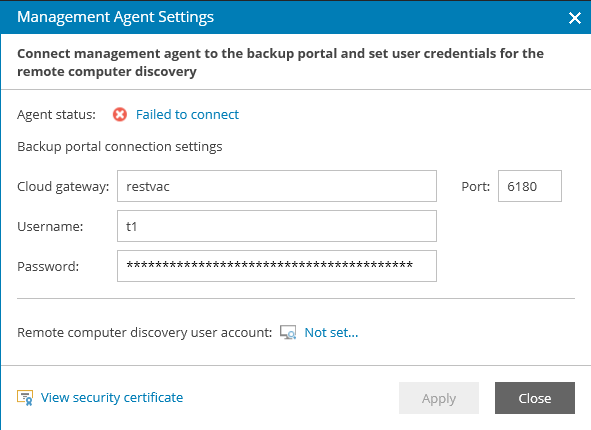 Management Agent Settings
Connect management agent to the backup portal and set user credentials for the
remote computer discovery
Agent status: Failed to connect
Backup portal connection settings
Cloud gateway: restvac Port: 6180
Username: t1
Password: ****************************************
Remote computer discovery user account: Not set...
View security certificate Apply Close